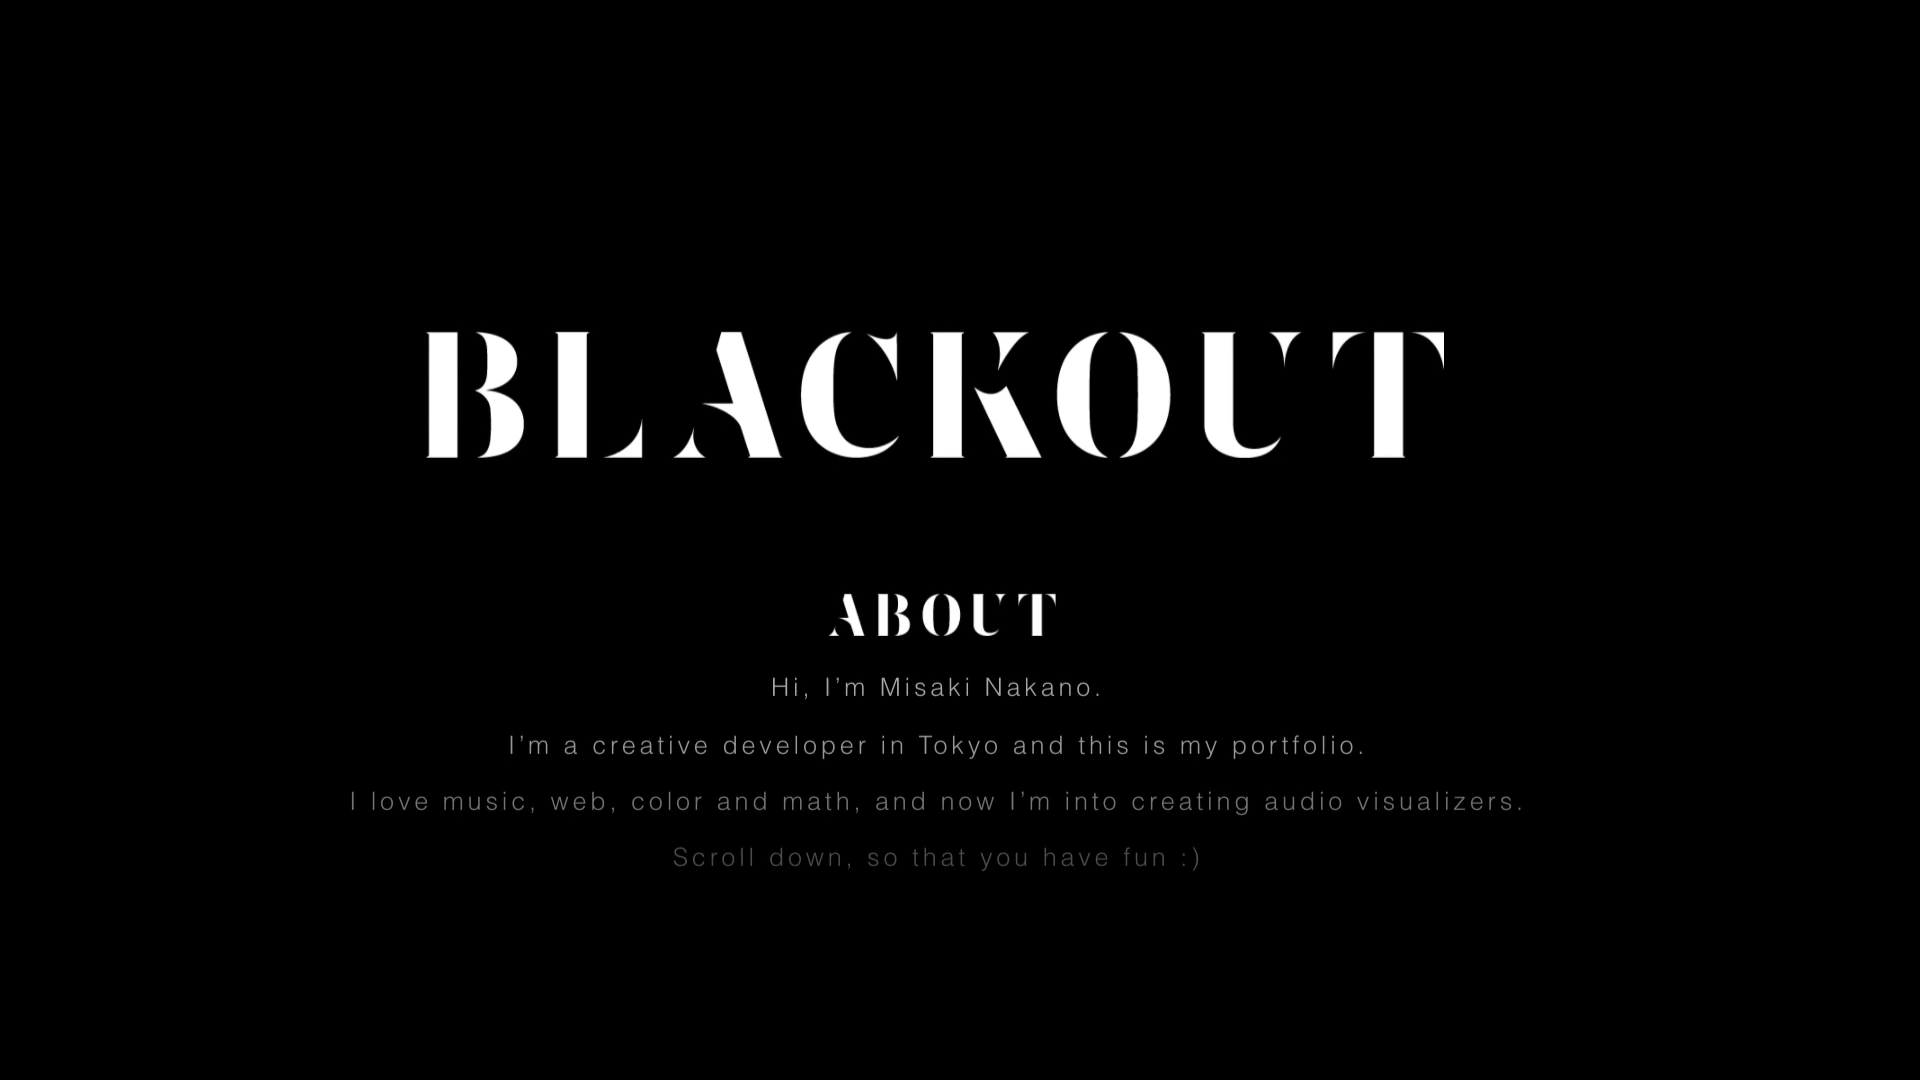 BLACKOUT
ABOUT
Hi, I’m Misaki Nakano.
I’m a creative developer in Tokyo and this is my portfolio.
I love music, web, color and math, and now I’m into creating audio visualizers.
Scroll down, so that you have fun :)